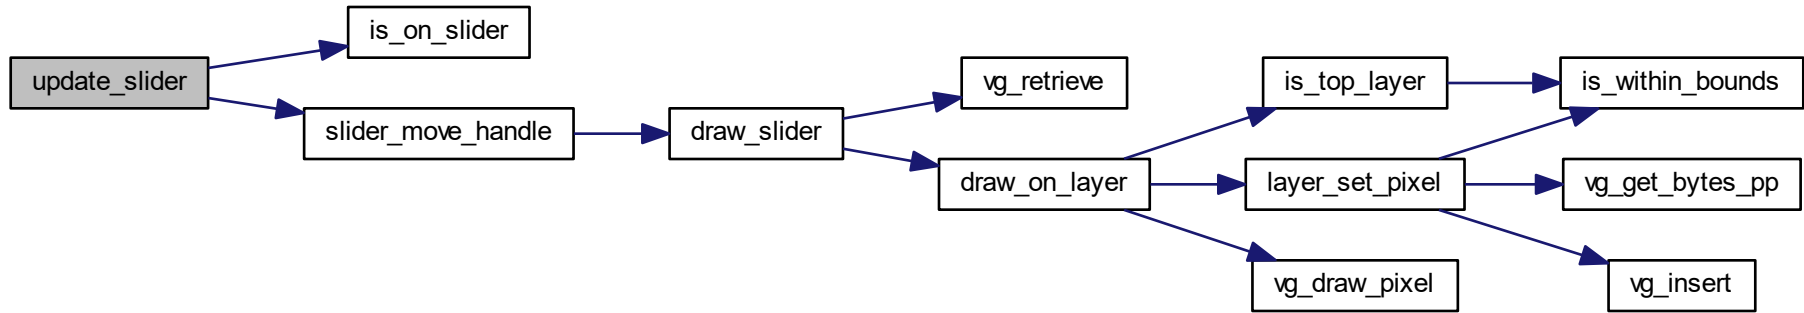 update_slider
is_on_slider
slider_move_handle
draw_slider
vg_retrieve
draw_on_layer
is_top_layer
layer_set_pixel
vg_draw_pixel
is_within_bounds
vg_get_bytes_pp
vg_insert